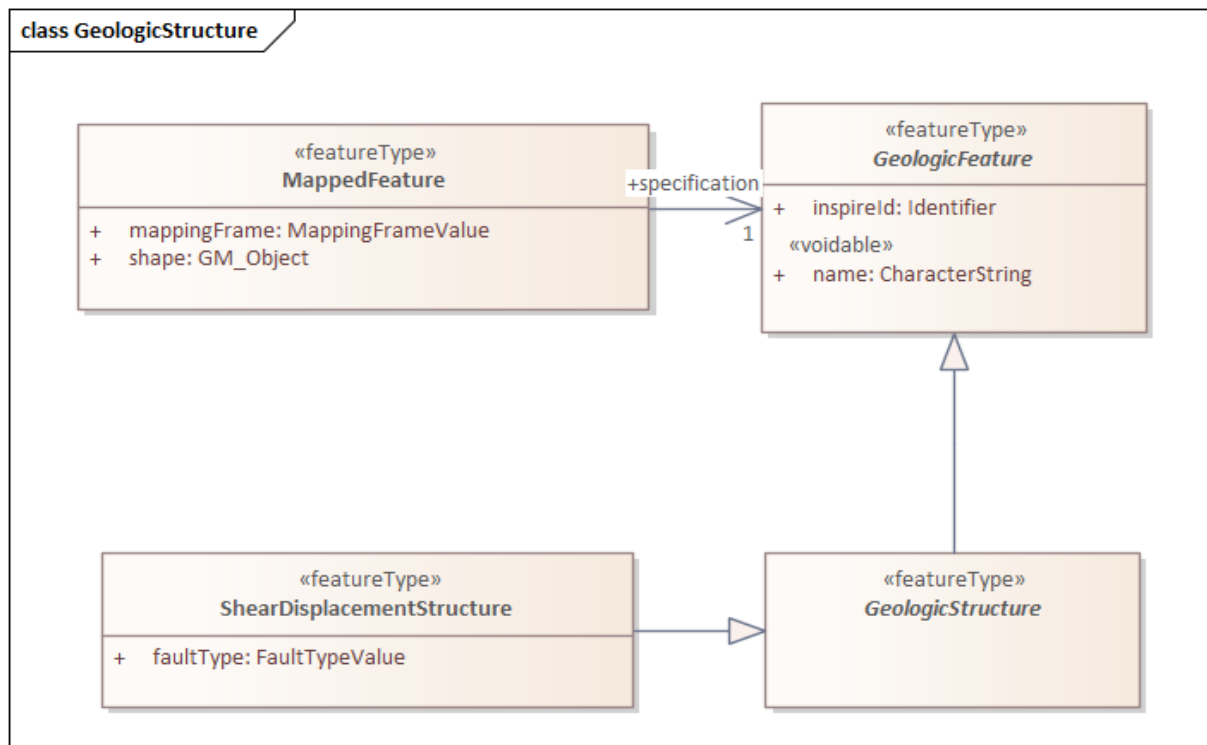 class GeologicStructure
«featureType»
MappedFeature
+ mappingFrame: MappingFrameValue
+ shape: GM_Object
+specification
1
«featureType»
GeologicFeature
+ inspireId: Identifier
«voidable»
+ name: CharacterString
«featureType»
ShearDisplacementStructure
+ faultType: FaultTypeValue
«featureType»
GeologicStructure